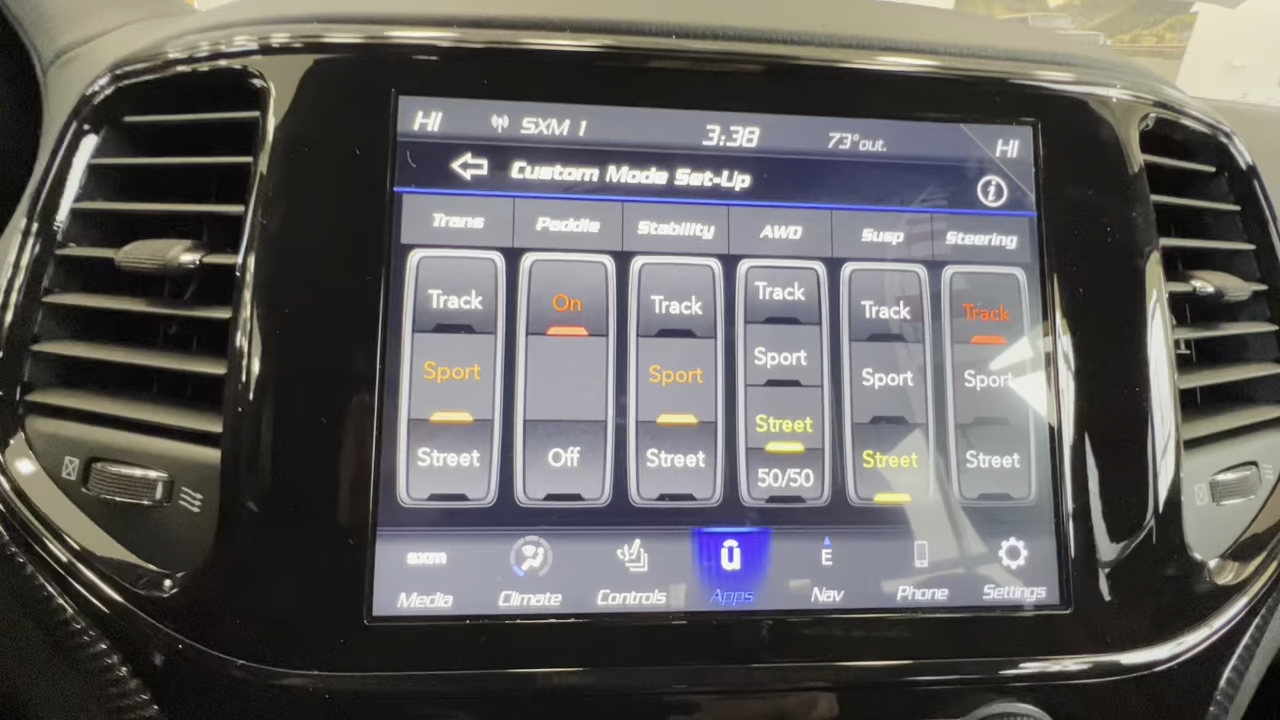 HI SXM 1 3:38 73° out. HI
Custom Mode Set-Up
Trans Paddle Stability AWD Susp Steering
Track On Track Track Track Track
Sport Sport Sport Sport Sport
Street
Street Off Street 50/50 Street Street
sxm û E
Media Climate Controls Apps Nav Phone Settings